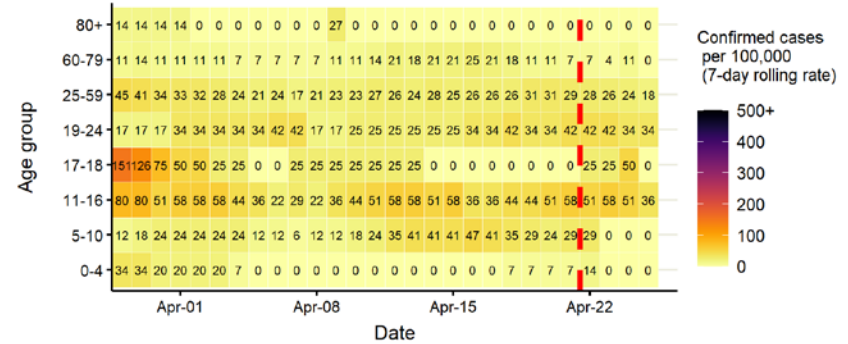 80+ 14 14 14 14 0 0 0 0 0 0 0 27 0 0 0 0 0 0 0 0 0 0 0 0 0 0 0 0
60-79 11 14 11 11 11 11 7 7 7 7 7 11 11 14 21 18 21 21 25 21 18 11 11 7 7 4 11 0
25-59 45 41 34 33 32 28 24 21 24 17 21 23 23 27 26 24 28 25 26 26 26 31 31 29 28 26 24 18
19-24 17 17 17 34 34 34 34 34 42 42 17 17 25 25 25 25 25 25 34 34 42 34 34 42 42 42 34 34
17-18 151 126 75 50 50 25 25 0 0 25 25 25 25 25 25 25 0 0 0 0 0 0 0 0 25 25 50 0
11-16 80 80 51 58 58 58 44 36 22 29 22 36 44 51 58 58 51 58 36 36 44 44 51 58 51 58 51 36
5-10 12 18 24 24 24 24 24 12 12 6 12 12 18 24 35 41 41 41 47 41 35 29 24 29 29 0 0 0
0-4 34 34 20 20 20 20 7 0 0 0 0 0 0 0 0 0 0 0 0 0 7 7 7 7 14 0 0 0
Age group
Apr-01 Apr-08 Apr-15 Apr-22
Date
Confirmed cases
per 100,000
(7-day rolling rate)
500+
400
300
200
100
0